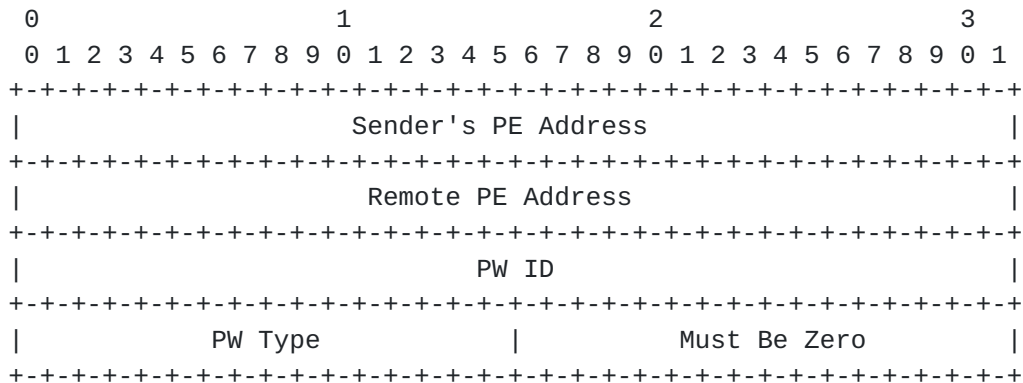 0                   1                   2                   3
 0 1 2 3 4 5 6 7 8 9 0 1 2 3 4 5 6 7 8 9 0 1 2 3 4 5 6 7 8 9 0 1
+-+-+-+-+-+-+-+-+-+-+-+-+-+-+-+-+-+-+-+-+-+-+-+-+-+-+-+-+-+-+-+-+
|                     Sender's PE Address                       |
+-+-+-+-+-+-+-+-+-+-+-+-+-+-+-+-+-+-+-+-+-+-+-+-+-+-+-+-+-+-+-+-+
|                      Remote PE Address                        |
+-+-+-+-+-+-+-+-+-+-+-+-+-+-+-+-+-+-+-+-+-+-+-+-+-+-+-+-+-+-+-+-+
|                             PW ID                             |
+-+-+-+-+-+-+-+-+-+-+-+-+-+-+-+-+-+-+-+-+-+-+-+-+-+-+-+-+-+-+-+-+
|            PW Type            |          Must Be Zero         |
+-+-+-+-+-+-+-+-+-+-+-+-+-+-+-+-+-+-+-+-+-+-+-+-+-+-+-+-+-+-+-+-+